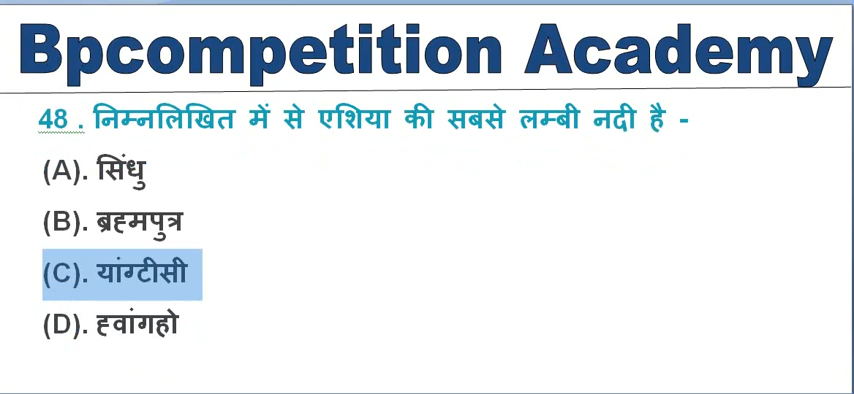 Bpcompetition Academy
48 . निम्नलिखित में से एशिया की सबसे लम्बी नदी है -
(A). सिंधु
(B). ब्रह्मपुत्र
(C). यांग्टीसी
(D). ह्वांगहो